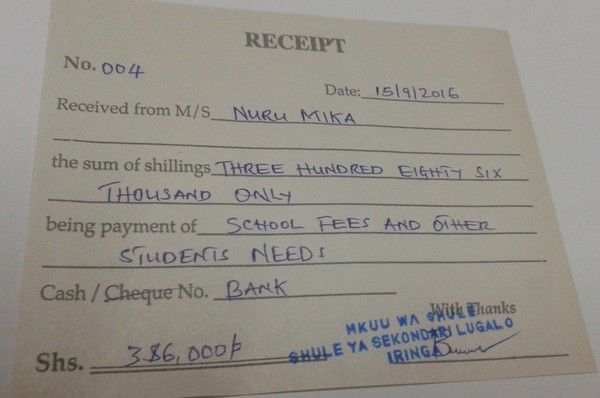 RECEIPT
No. 004
Date: 15/9/2016
Received from M/S NURU MIKA
the sum of shillings THREE HUNDRED EIGHTY SIX
THOUSAND ONLY
being payment of SCHOOL FEES AND OTHER
STUDENTS NEEDS
Cash / Cheque No. BANK
With Thanks
MKUU WA SHULE
SHULE YA SEKONDARI LUGALO
IRINGA
Shs. 386,000/=